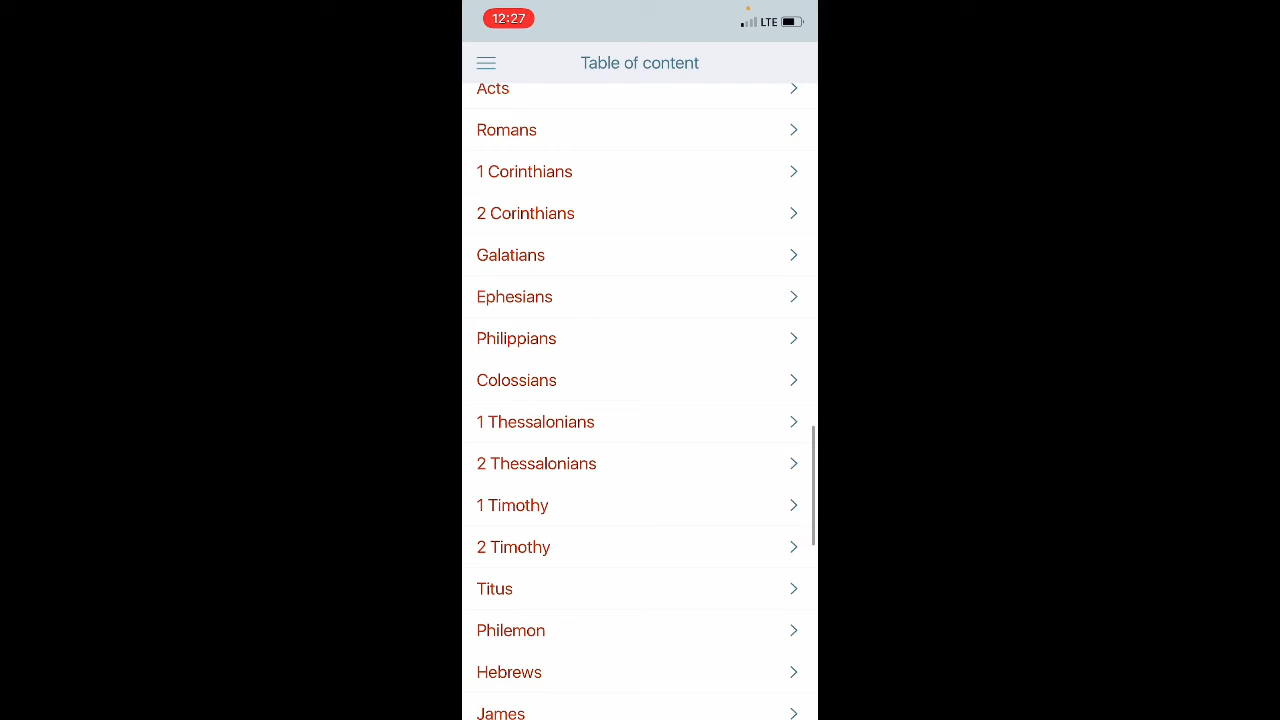 12:27
LTE
Table of content
Acts
Romans
1 Corinthians
2 Corinthians
Galatians
Ephesians
Philippians
Colossians
1 Thessalonians
2 Thessalonians
1 Timothy
2 Timothy
Titus
Philemon
Hebrews
James